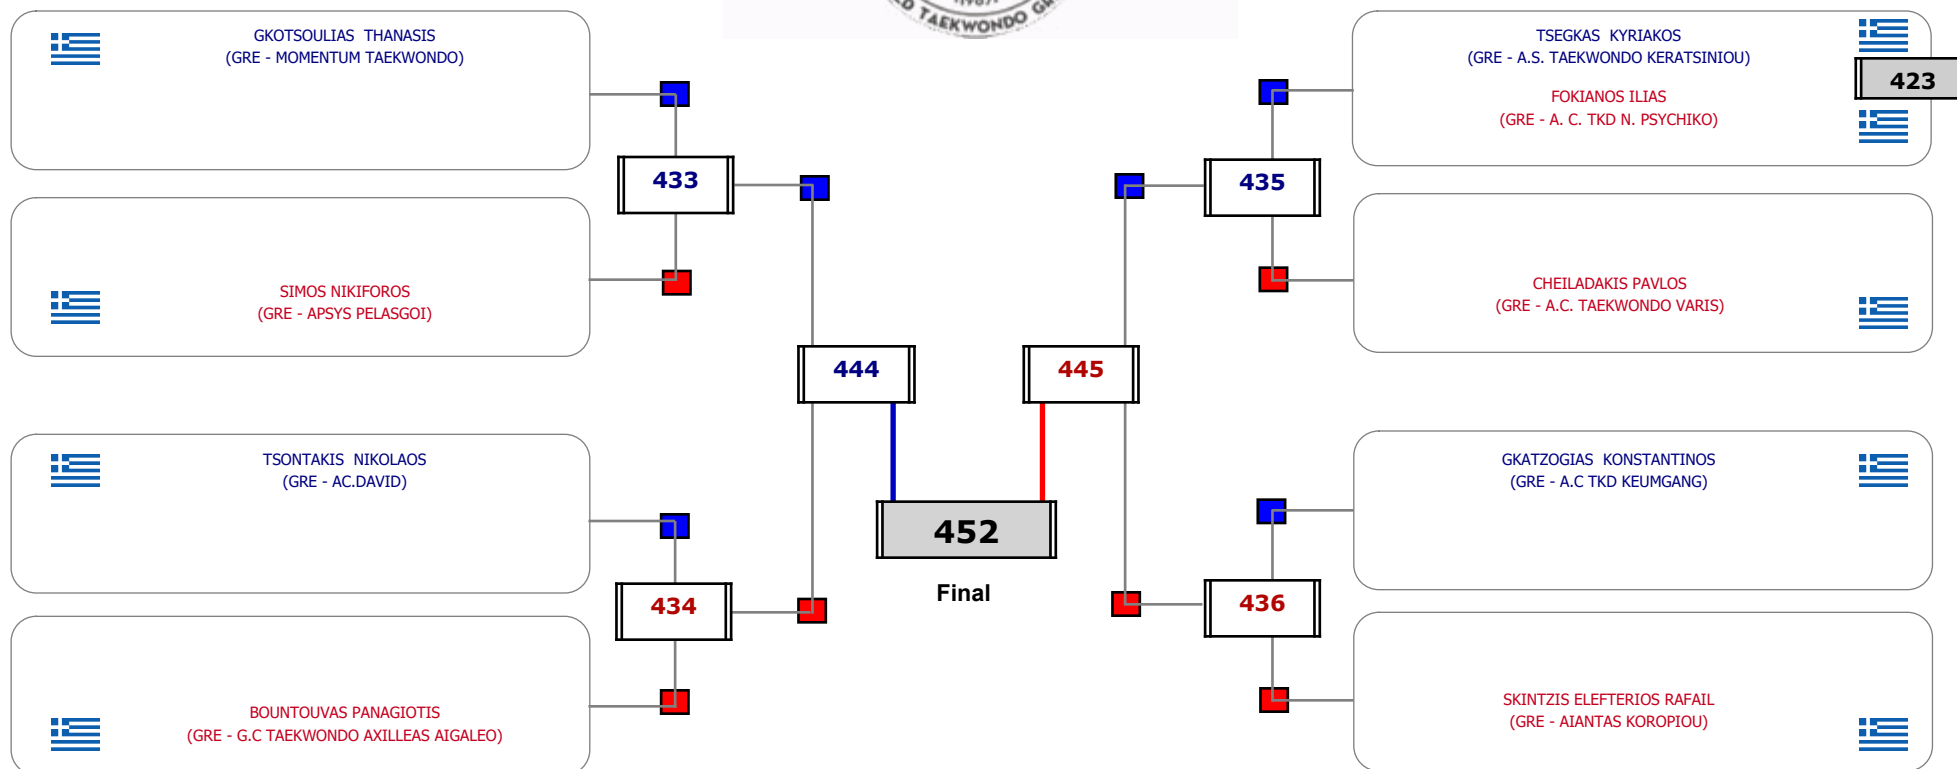 TAEKWONDO
GKOTSOULIAS THANASIS
(GRE - MOMENTUM TAEKWONDO)
SIMOS NIKIFOROS
(GRE - APSYS PELASGOI)
TSONTAKIS NIKOLAOS
(GRE - AC.DAVID)
BOUNTOUVAS PANAGIOTIS
(GRE - G.C TAEKWONDO AXILLEAS AIGALEO)
433
434
444
452
Final
445
435
436
TSEGKAS KYRIAKOS
(GRE - A.S. TAEKWONDO KERATSINIOU)
423
FOKIANOS ILIAS
(GRE - A. C. TKD N. PSYCHIKO)
CHEILADAKIS PAVLOS
(GRE - A.C. TAEKWONDO VARIS)
GKATZOGIAS KONSTANTINOS
(GRE - A.C TKD KEUMGANG)
SKINTZIS ELEFTERIOS RAFAIL
(GRE - AIANTAS KOROPIOU)